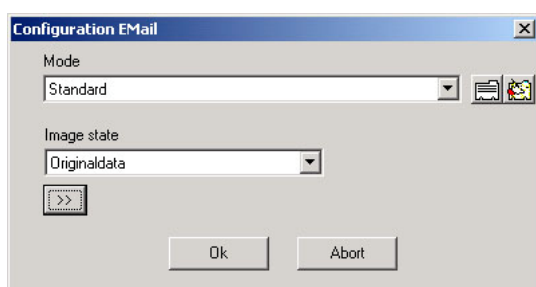 Configuration EMail
Mode
Standard
Image state
Originaldata
>>
Ok Abort